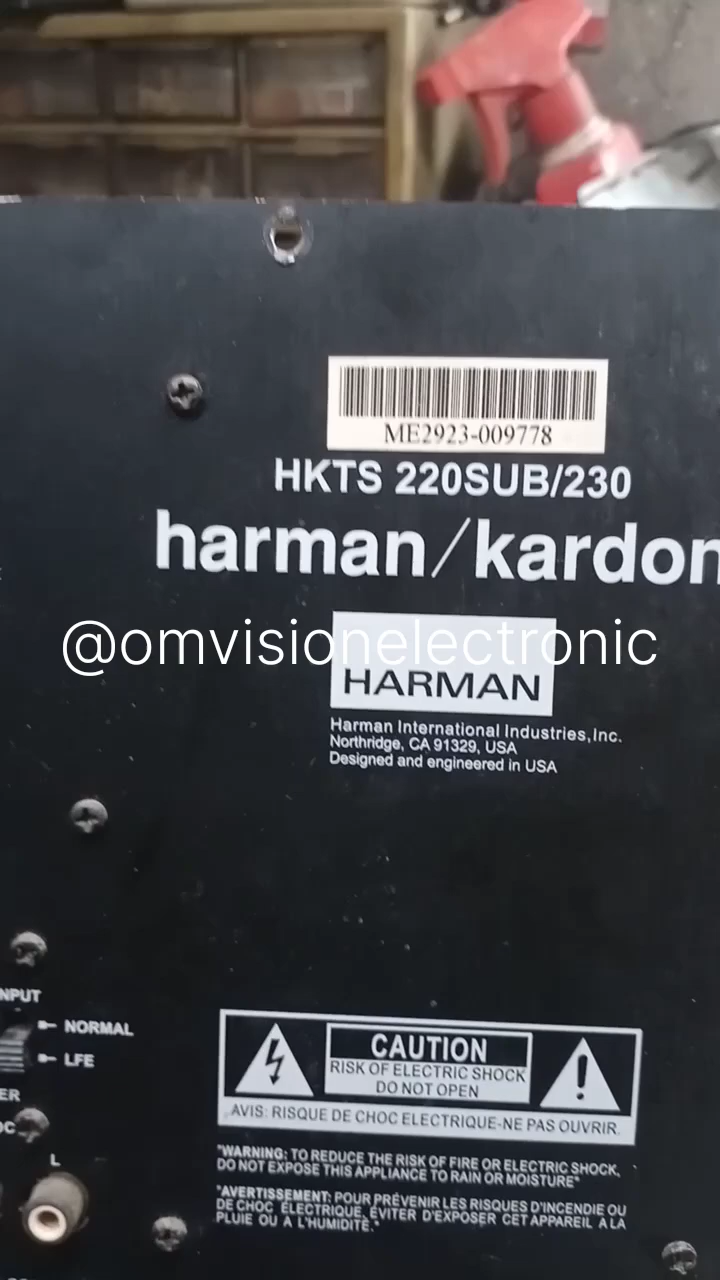 ME2923-009778
HKTS 220SUB/230
harman/kardon
@omvisionelectronic
HARMAN
Harman International Industries,Inc.
Northridge, CA 91329, USA
Designed and engineered in USA
NPUT
NORMAL
LFE
ER
L
CAUTION
RISK OF ELECTRIC SHOCK
DO NOT OPEN
AVIS: RISQUE DE CHOC ELECTRIQUE-NE PAS OUVRIR.
"WARNING: TO REDUCE THE RISK OF FIRE OR ELECTRIC SHOCK,
DO NOT EXPOSE THIS APPLIANCE TO RAIN OR MOISTURE"
"AVERTISSEMENT: POUR PRÉVENIR LES RISQUES D'INCENDIE OU
DE CHOC ÉLECTRIQUE, ÉVITER D'EXPOSER CET APPAREIL A LA
PLUIE OU A L'HUMIDITÉ."